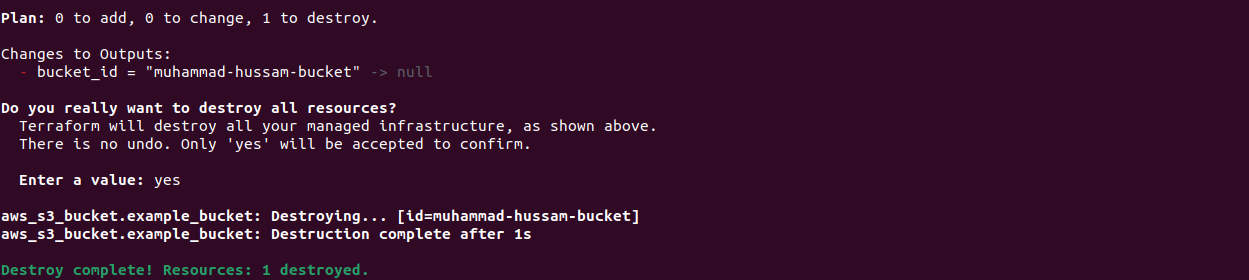 Plan: 0 to add, 0 to change, 1 to destroy.
Changes to Outputs:
- bucket_id = "muhammad-hussam-bucket" -> null
Do you really want to destroy all resources?
Terraform will destroy all your managed infrastructure, as shown above.
There is no undo. Only 'yes' will be accepted to confirm.
Enter a value: yes
aws_s3_bucket.example_bucket: Destroying... [id=muhammad-hussam-bucket]
aws_s3_bucket.example_bucket: Destruction complete after 1s
Destroy complete! Resources: 1 destroyed.